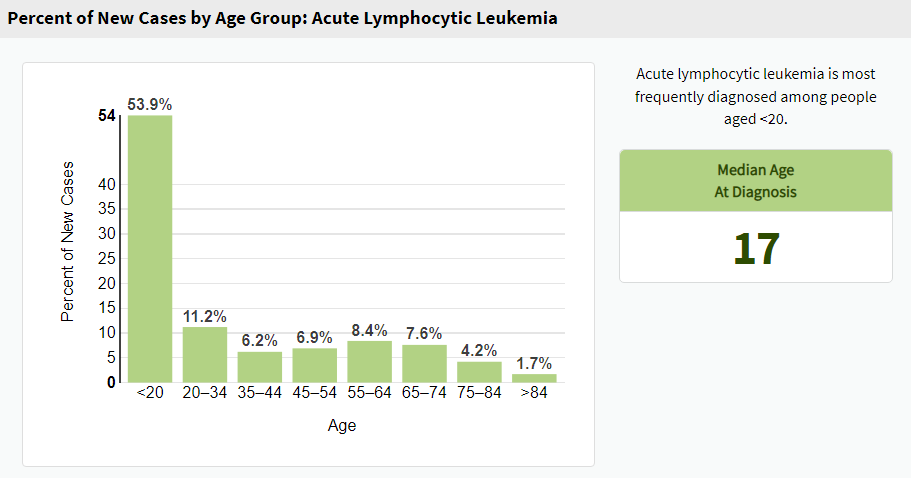 Percent of New Cases by Age Group: Acute Lymphocytic Leukemia
Percent of New Cases
54
40
35
30
25
20
15
10
5
0
53.9%
11.2%
6.2%
6.9%
8.4%
7.6%
4.2%
1.7%
<20 20–34 35–44 45–54 55–64 65–74 75–84 >84
Age
Acute lymphocytic leukemia is most
frequently diagnosed among people
aged <20.
Median Age
At Diagnosis
17